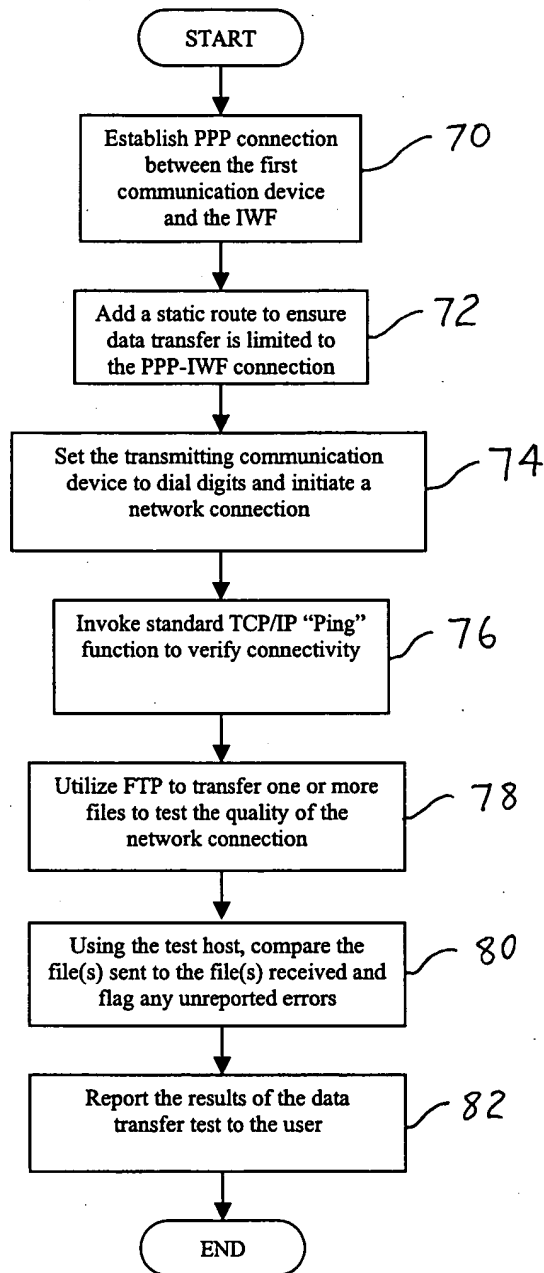 START
Establish PPP connection
between the first
communication device
and the IWF
70
Add a static route to ensure
data transfer is limited to
the PPP-IWF connection
72
Set the transmitting communication
device to dial digits and initiate a
network connection
74
Invoke standard TCP/IP “Ping”
function to verify connectivity
76
Utilize FTP to transfer one or more
files to test the quality of the
network connection
78
Using the test host, compare the
file(s) sent to the file(s) received and
flag any unreported errors
80
Report the results of the data
transfer test to the user
82
END